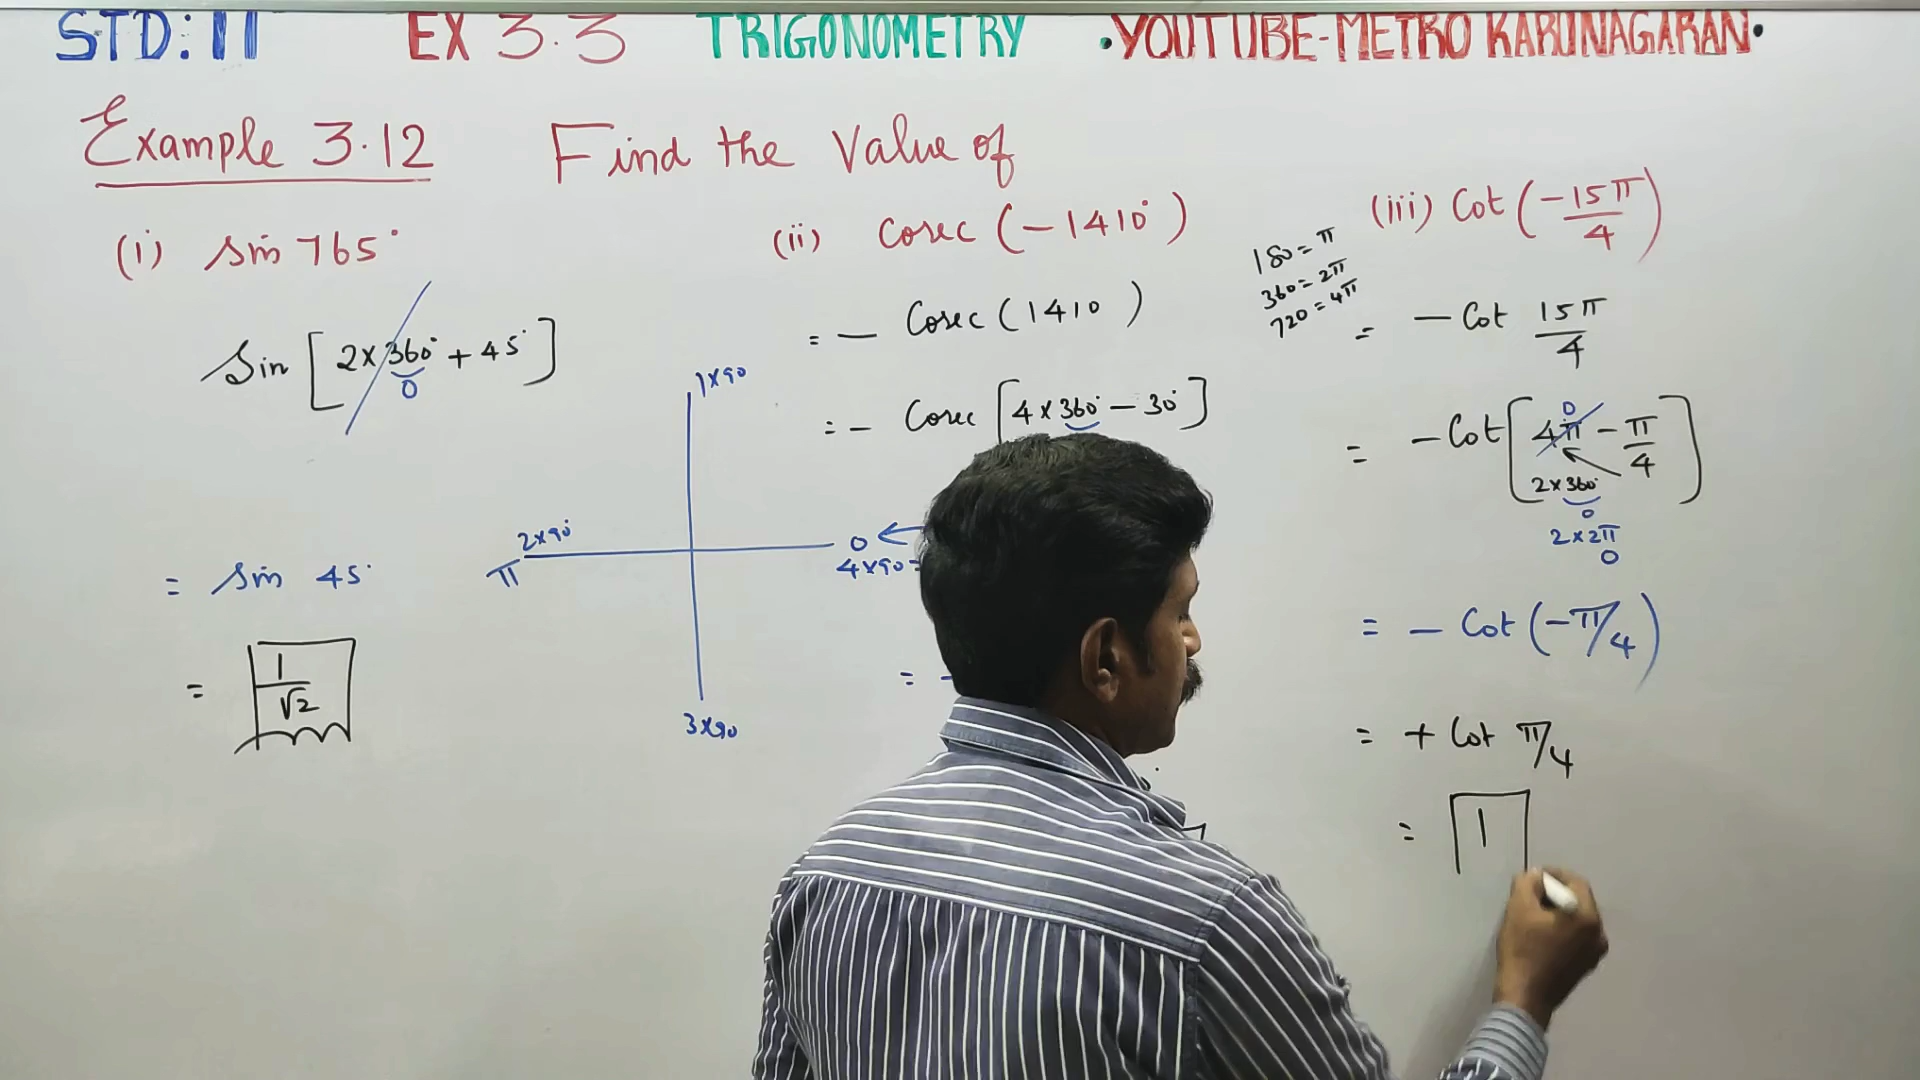 STD: 11 EX 3.3 TRIGONOMETRY •YOUTUBE-METRO KARUNAGARAN•
Example 3.12 Find the Value of
(i) Sin 765°
Sin [2 × 360° + 45°]
0
= Sin 45°
= 1/√2
1×90
2×90°
π
0
4×90=
3×90
(ii) Cosec (-1410°)
= - Cosec (1410 )
= - Cosec [4 × 360° - 30°]
= -
180 = π
360 = 2π
720 = 4π
(iii) Cot (-15π/4)
= - Cot 15π/4
= - Cot [4π - π/4]
0
2×360°
0
2×2π
0
= - Cot (-π/4)
= + Cot π/4
= 1